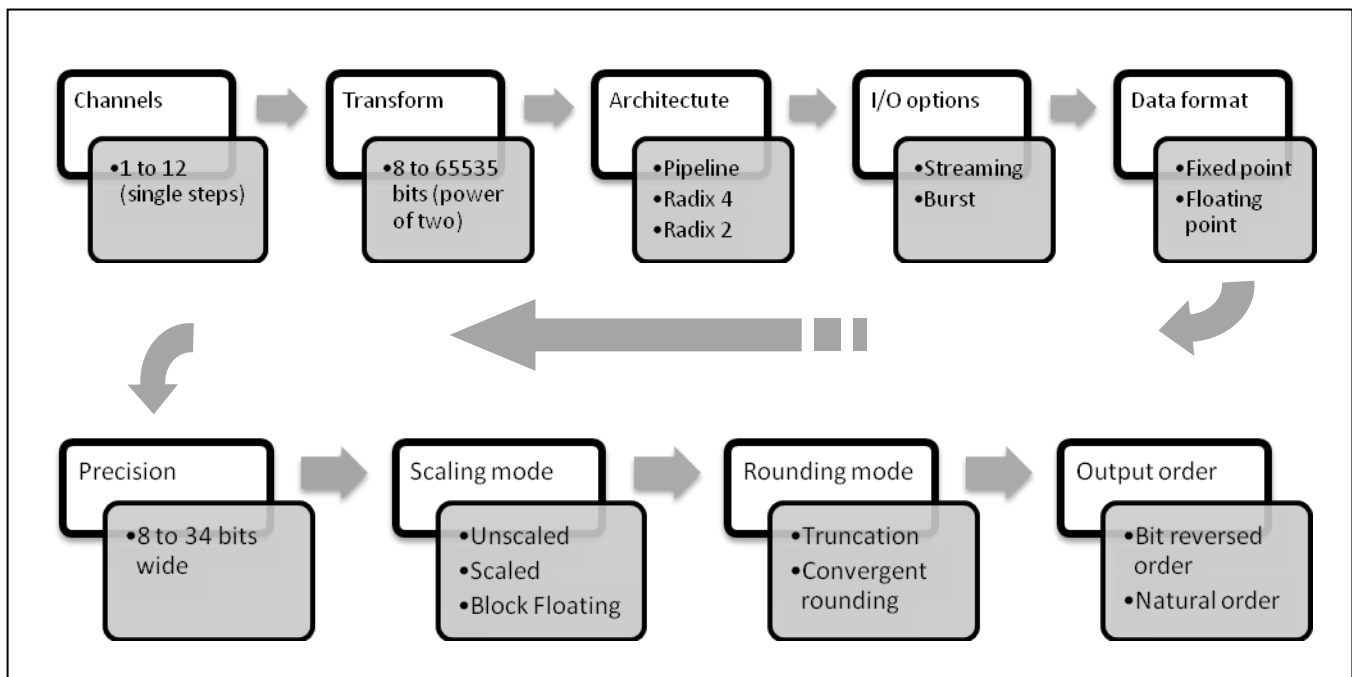 Channels
•1 to 12
(single steps)
Transform
•8 to 65535
bits (power
of two)
Architectute
•Pipeline
•Radix 4
•Radix 2
I/O options
•Streaming
•Burst
Data format
•Fixed point
•Floating
point
Precision
•8 to 34 bits
wide
Scaling mode
•Unscaled
•Scaled
•Block Floating
Rounding mode
•Truncation
•Convergent
rounding
Output order
•Bit reversed
order
•Natural order